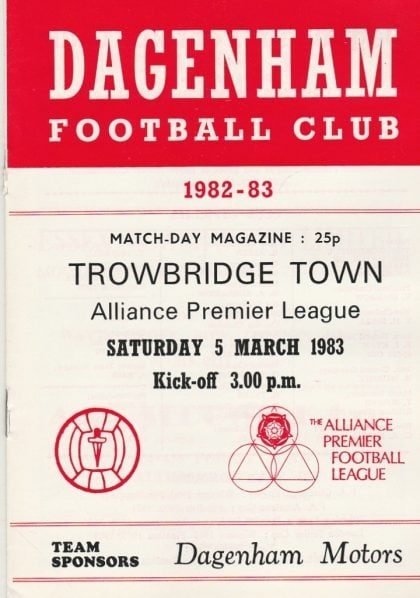 DAGENHAM
FOOTBALL CLUB
1982-83
MATCH-DAY MAGAZINE : 25p
TROWBRIDGE TOWN
Alliance Premier League
SATURDAY 5 MARCH 1983
Kick-off 3.00 p.m.
THE ALLIANCE
PREMIER
FOOTBALL
LEAGUE
TEAM
SPONSORS
Dagenham Motors